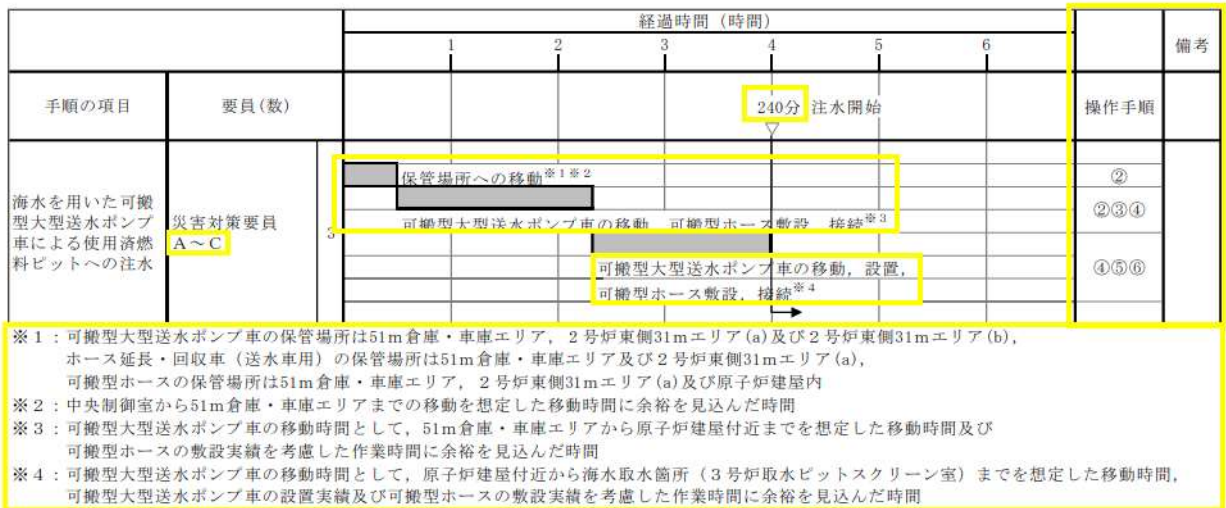 経過時間（時間）
備考
1 2 3 4 5 6
手順の項目 要員(数) 240分 注水開始 操作手順
▽
海水を用いた可搬
型大型送水ポンプ
車による使用済燃
料ピットへの注水
災害対策要員
A～C
3
保管場所への移動※1※2
②
可搬型大型送水ポンプ車の移動，可搬型ホース敷設，接続※3
②③④
可搬型大型送水ポンプ車の移動，設置，
可搬型ホース敷設，接続※4
④⑤⑥
※1：可搬型大型送水ポンプ車の保管場所は51m倉庫・車庫エリア，2号炉東側31mエリア(a)及び2号炉東側31mエリア(b)，
ホース延長・回収車（送水車用）の保管場所は51m倉庫・車庫エリア及び2号炉東側31mエリア(a)，
可搬型ホースの保管場所は51m倉庫・車庫エリア，2号炉東側31mエリア(a)及び原子炉建屋内
※2：中央制御室から51m倉庫・車庫エリアまでの移動を想定した移動時間に余裕を見込んだ時間
※3：可搬型大型送水ポンプ車の移動時間として，51m倉庫・車庫エリアから原子炉建屋付近までを想定した移動時間及び
可搬型ホースの敷設実績を考慮した作業時間に余裕を見込んだ時間
※4：可搬型大型送水ポンプ車の移動時間として，原子炉建屋付近から海水取水箇所（3号炉取水ピットスクリーン室）までを想定した移動時間，
可搬型大型送水ポンプ車の設置実績及び可搬型ホースの敷設実績を考慮した作業時間に余裕を見込んだ時間